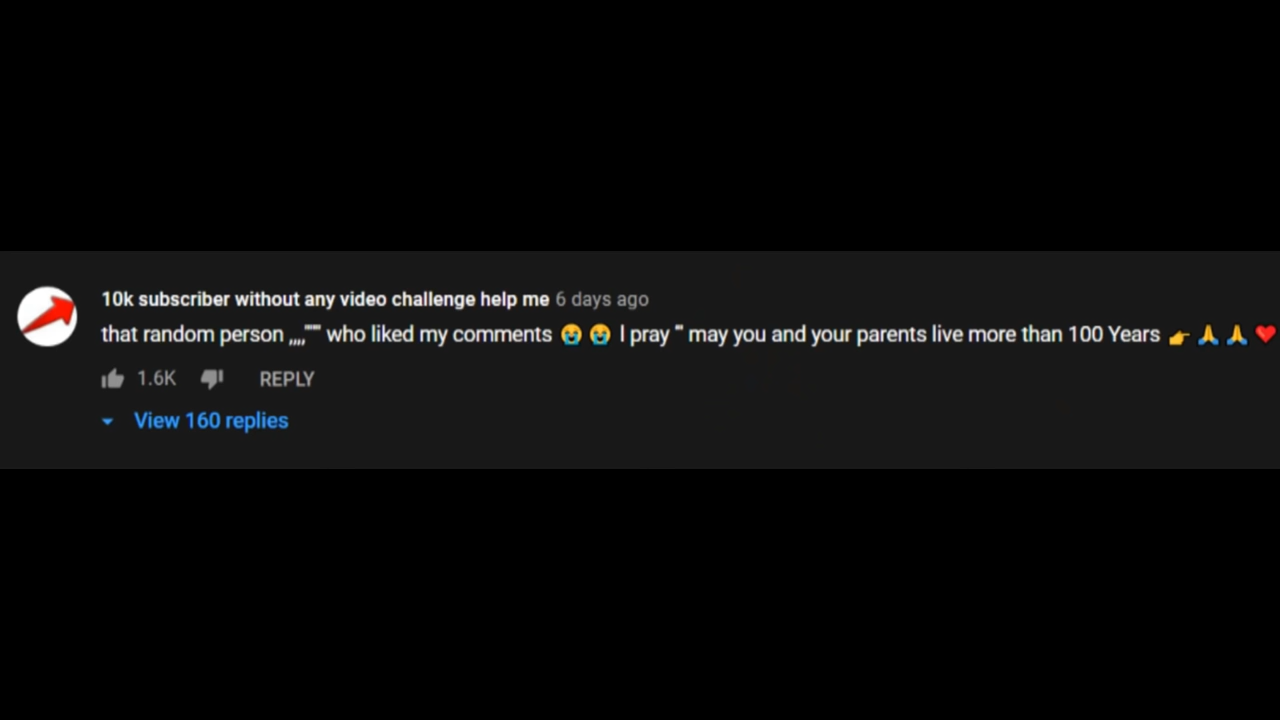 10k subscriber without any video challenge help me 6 days ago
that random person ,,,,"""" who liked my comments 😭 😭 I pray "' may you and your parents live more than 100 Years 👉 🙏 🙏 ❤️
1.6K REPLY
View 160 replies